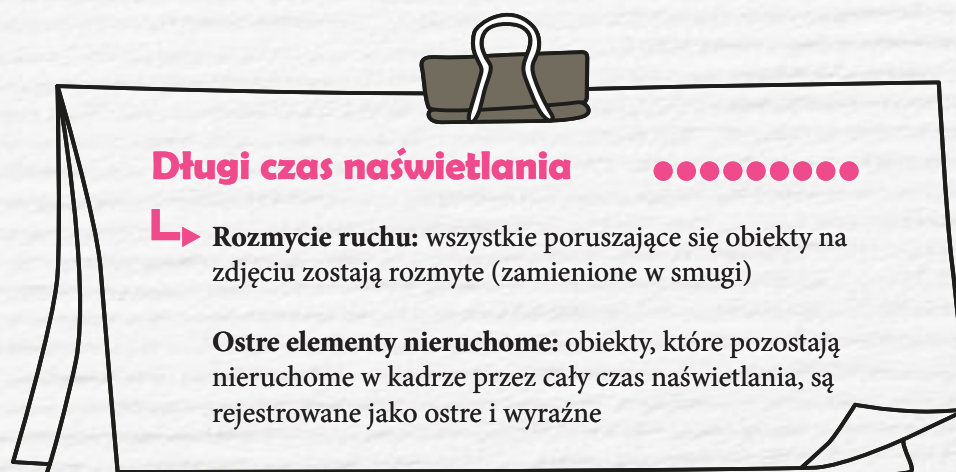 Długi czas naświetlania
Rozmycie ruchu: wszystkie poruszające się obiekty na
zdjęciu zostają rozmyte (zamienione w smugi)
Ostre elementy nieruchome: obiekty, które pozostają
nieruchome w kadrze przez cały czas naświetlania, są
rejestrowane jako ostre i wyraźne